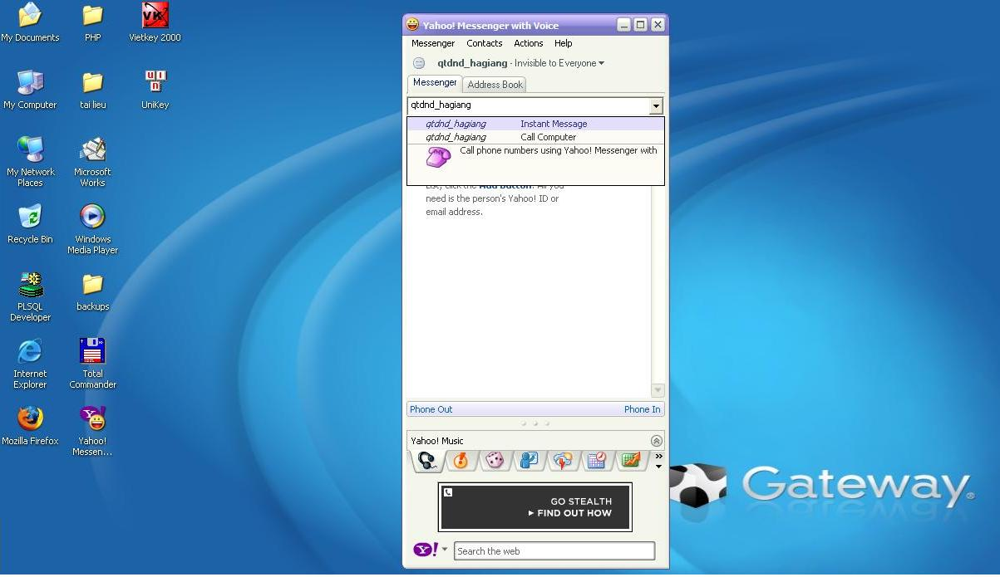 My Documents
PHP
Vietkey 2000
My Computer
tai lieu
UniKey
My Network
Places
Microsoft
Works
Recycle Bin
Windows
Media Player
PLSQL
Developer
backups
Internet
Explorer
Total
Commander
Mozilla Firefox
Yahoo!
Messen...
Yahoo! Messenger with Voice
Messenger Contacts Actions Help
qtdnd_hagiang - Invisible to Everyone
Messenger Address Book
qtdnd_hagiang
qtdnd_hagiang Instant Message
qtdnd_hagiang Call Computer
Call phone numbers using Yahoo! Messenger with
List, click the Add button. All you
need is the person's Yahoo! ID or
email address.
Phone Out Phone In
Yahoo! Music
GO STEALTH
FIND OUT HOW
Y! Search the web
Gateway®